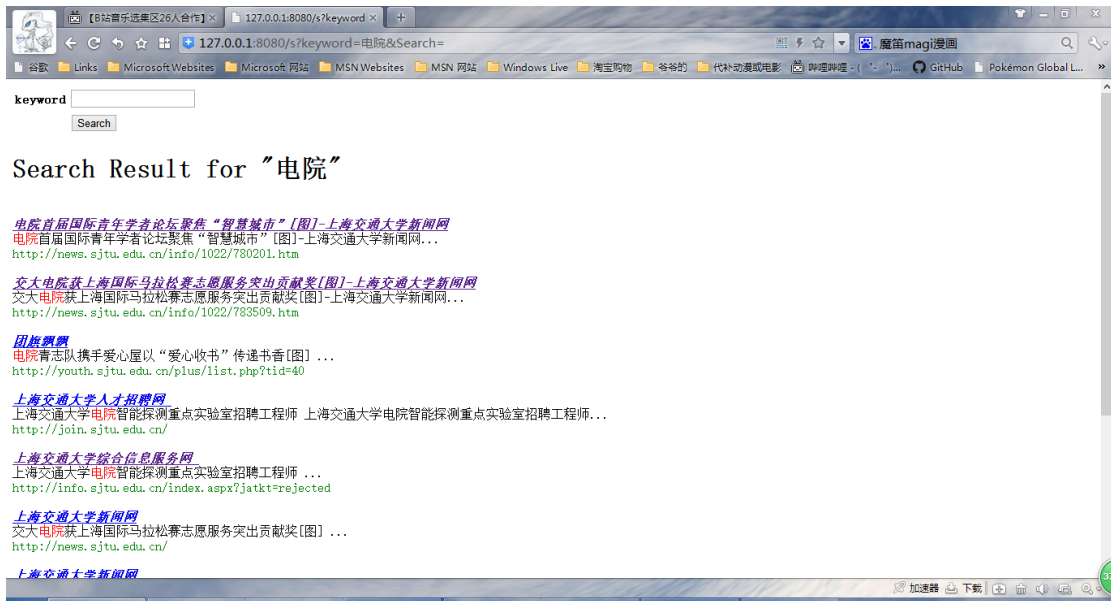 【B站音乐选集区26人合作】 × 127.0.0.1:8080/s?keyword × +
127.0.0.1:8080/s?keyword=电院&Search= 魔笛magi漫画
谷歌 Links MicrosoftWebsites Microsoft 网站 MSN Websites MSN 网站 Windows Live 淘宝购物 爷爷的 代补动漫或电影 哔哩哔哩 - ( ゜- ゜)... GitHub Pokémon Global L... »
keyword
Search
Search Result for "电院"
电院首届国际青年学者论坛聚焦“智慧城市”[图]-上海交通大学新闻网
电院首届国际青年学者论坛聚焦“智慧城市”[图]-上海交通大学新闻网...
http://news.sjtu.edu.cn/info/1022/780201.htm
交大电院获上海国际马拉松赛志愿服务突出贡献奖[图]-上海交通大学新闻网
交大电院获上海国际马拉松赛志愿服务突出贡献奖[图]-上海交通大学新闻网...
http://news.sjtu.edu.cn/info/1022/783509.htm
团旗飘飘
电院青志队携手爱心屋以“爱心收书”传递书香[图] ...
http://youth.sjtu.edu.cn/plus/list.php?tid=40
上海交通大学人才招聘网
上海交通大学电院智能探测重点实验室招聘工程师 上海交通大学电院智能探测重点实验室招聘工程师...
http://join.sjtu.edu.cn/
上海交通大学综合信息服务网
上海交通大学电院智能探测重点实验室招聘工程师 ...
http://info.sjtu.edu.cn/index.aspx?jatkt=rejected
上海交通大学新闻网
交大电院获上海国际马拉松赛志愿服务突出贡献奖[图] ...
http://news.sjtu.edu.cn/
上海交通大学新闻网
加速器 下载 37